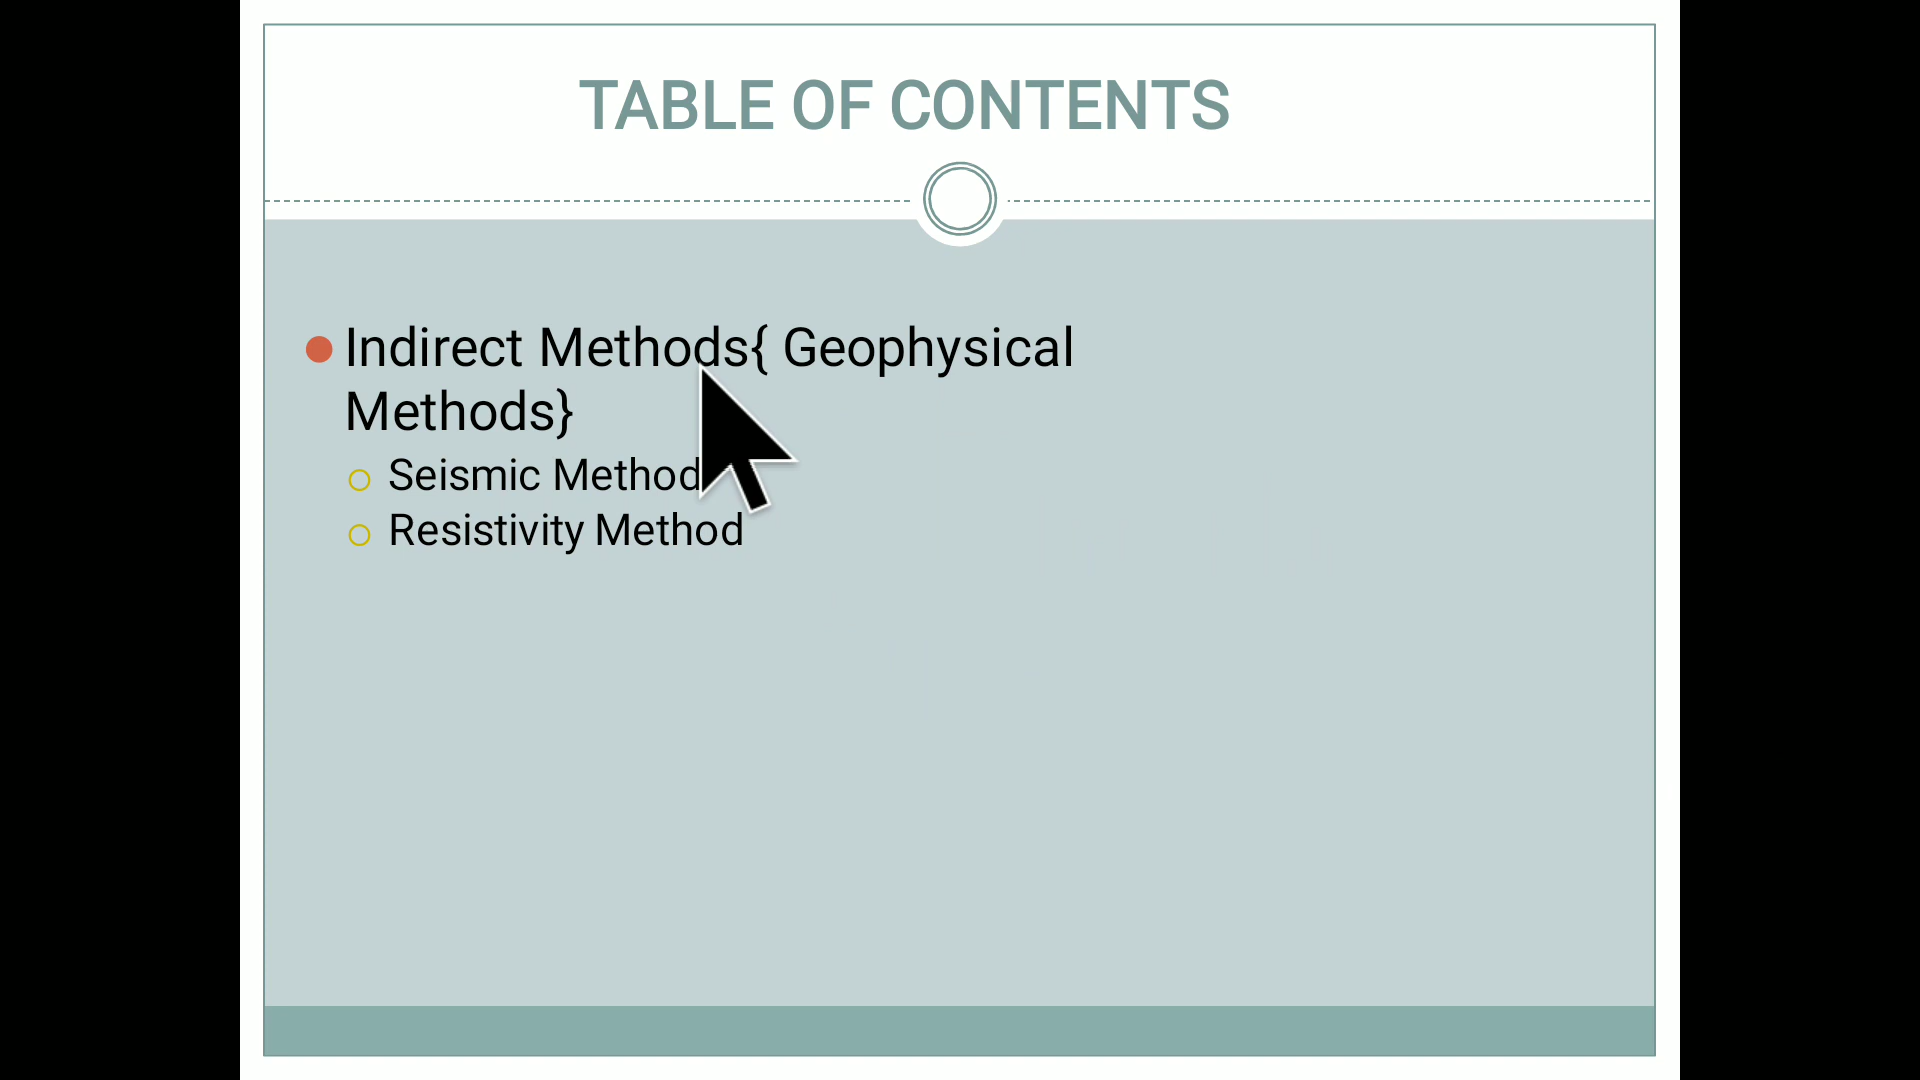 TABLE OF CONTENTS
Indirect Methods{ Geophysical
Methods}
Seismic Method
Resistivity Method